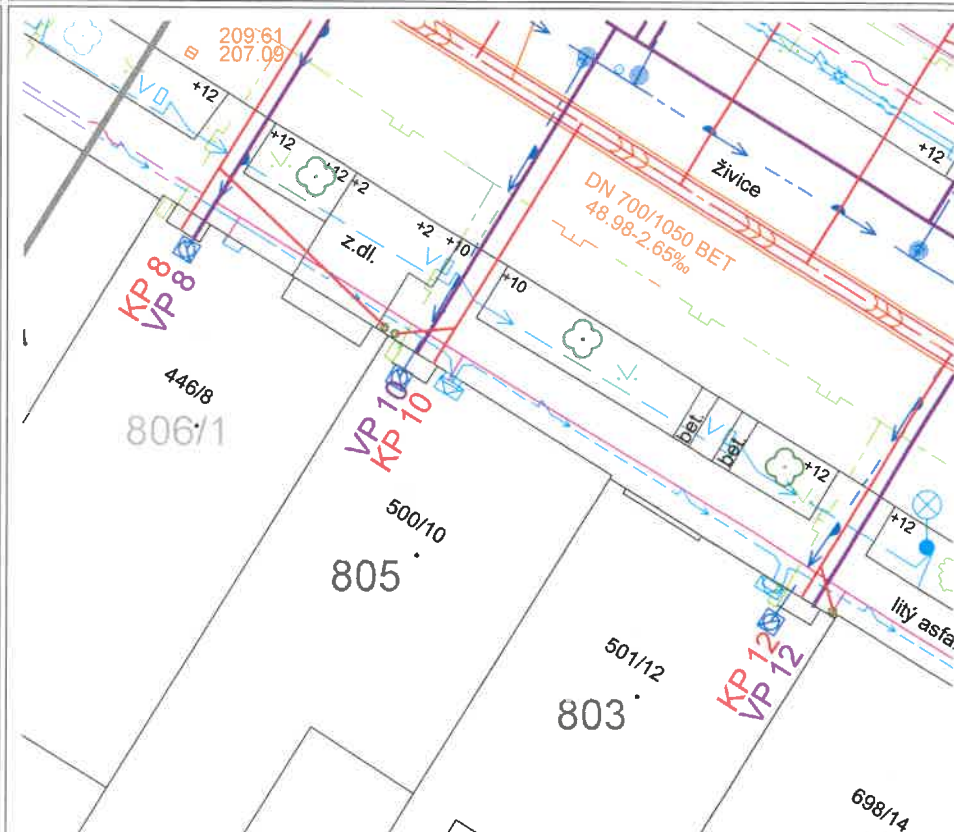 209.61
207.09
+12
+12
+12
+2
+12
živice
DN 700/1050 BET
48.98-2.65‰
z.dl.
+2
+10
+10
KP 8
VP 8
446/8
806/1
VP 10
KP 10
bet.
bet.
+12
+12
500/10
805
litý asfa
501/12
803
KP 12
VP 12
698/14